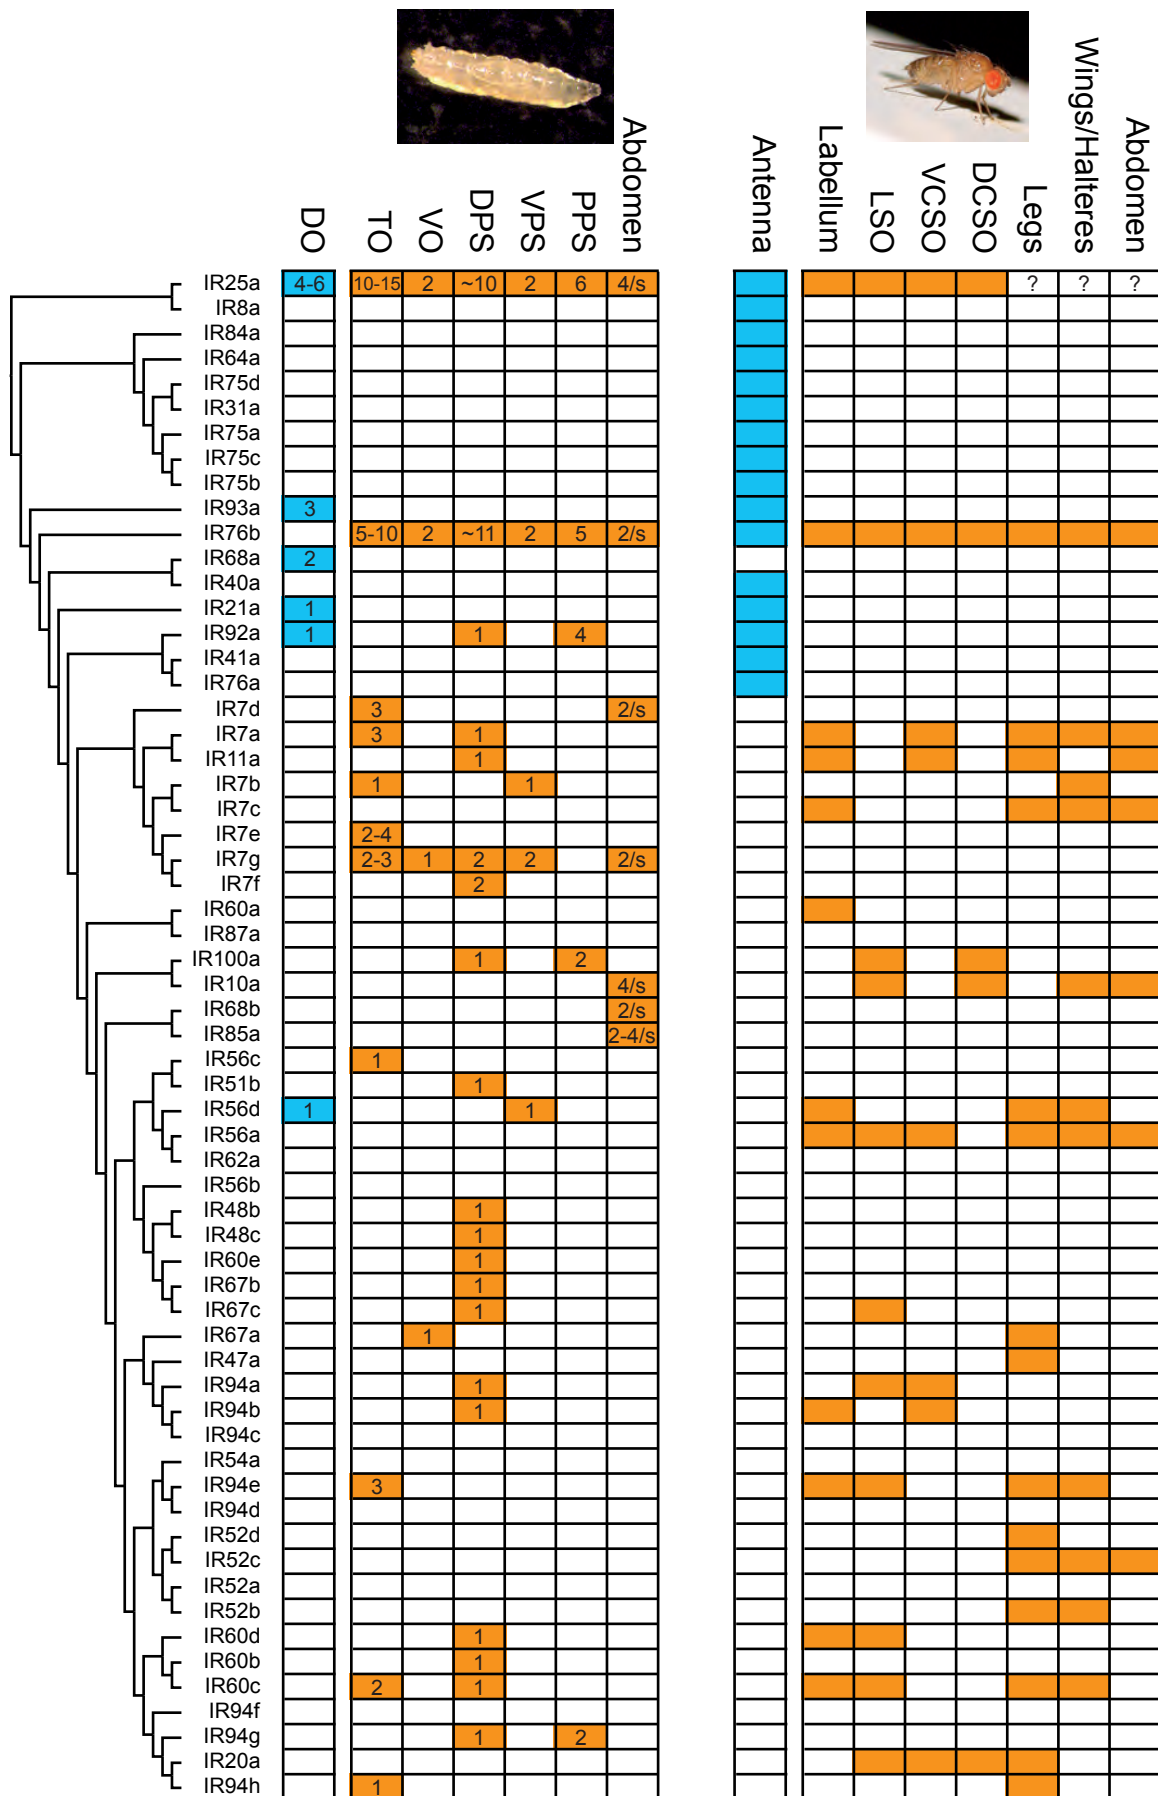 DO TO VO DPS VPS PPS Abdomen Antenna Labellum LSO VCSO DCSO Legs Wings/Halteres Abdomen
IR25a 4-6 10-15 2 ~10 2 6 4/s ? ? ?
IR8a
IR84a
IR64a
IR75d
IR31a
IR75a
IR75c
IR75b
IR93a 3
IR76b 5-10 2 ~11 2 5 2/s
IR68a 2
IR40a
IR21a 1
IR92a 1 1 4
IR41a
IR76a
IR7d 3 2/s
IR7a 3 1
IR11a 1
IR7b 1 1
IR7c
IR7e 2-4
IR7g 2-3 1 2 2 2/s
IR7f 2
IR60a
IR87a
IR100a 1 2
IR10a 4/s
IR68b 2/s
IR85a 2-4/s
IR56c 1
IR51b 1
IR56d 1 1
IR56a
IR62a
IR56b
IR48b 1
IR48c 1
IR60e 1
IR67b 1
IR67c 1
IR67a 1
IR47a
IR94a 1
IR94b 1
IR94c
IR54a
IR94e 3
IR94d
IR52d
IR52c
IR52a
IR52b
IR60d 1
IR60b 1
IR60c 2 1
IR94f
IR94g 1 2
IR20a
IR94h 1